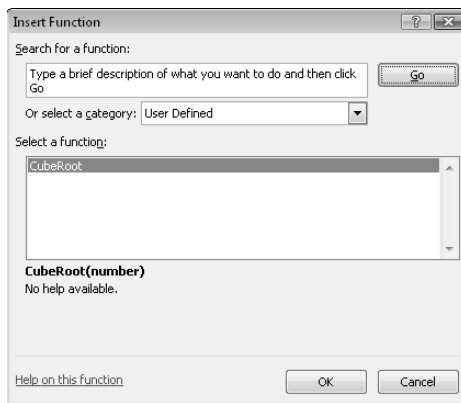 Insert Function
?
Search for a function:
Type a brief description of what you want to do and then click
Go
Go
Or select a category: User Defined
Select a function:
CubeRoot
CubeRoot(number)
No help available.
Help on this function
OK Cancel